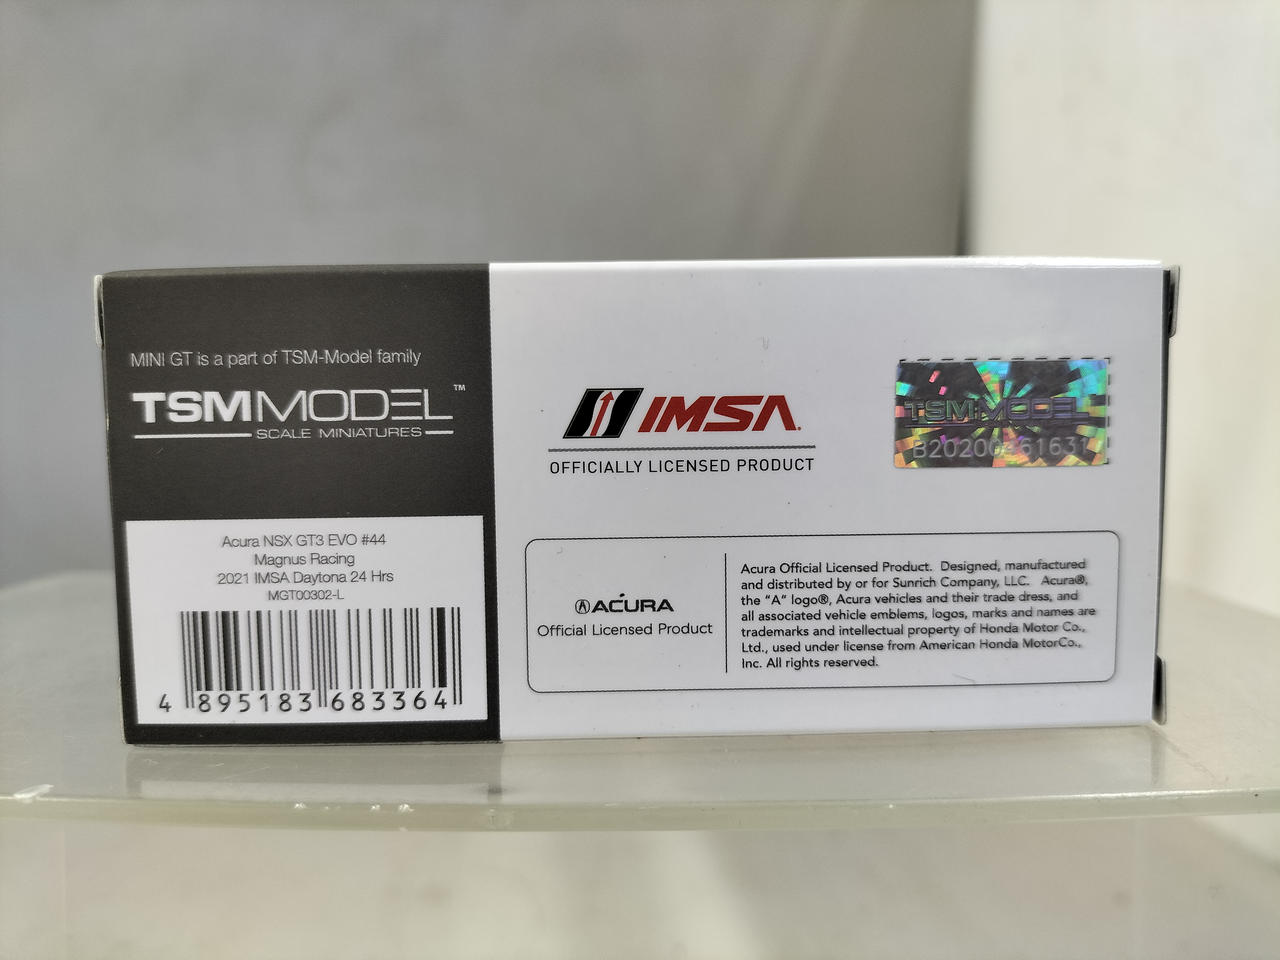 MINI GT is a part of TSM-Model family
TSMMODEL™
SCALE MINIATURES
Acura NSX GT3 EVO #44
Magnus Racing
2021 IMSA Daytona 24 Hrs
MGT00302-L
4 895183 683364
IMSA.
OFFICIALLY LICENSED PRODUCT
TSM-MODEL
ACURA
Official Licensed Product
Acura Official Licensed Product. Designed, manufactured
and distributed by or for Sunrich Company, LLC. Acura®,
the “A” logo®, Acura vehicles and their trade dress, and
all associated vehicle emblems, logos, marks and names are
trademarks and intellectual property of Honda Motor Co.,
Ltd., used under license from American Honda MotorCo.,
Inc. All rights reserved.